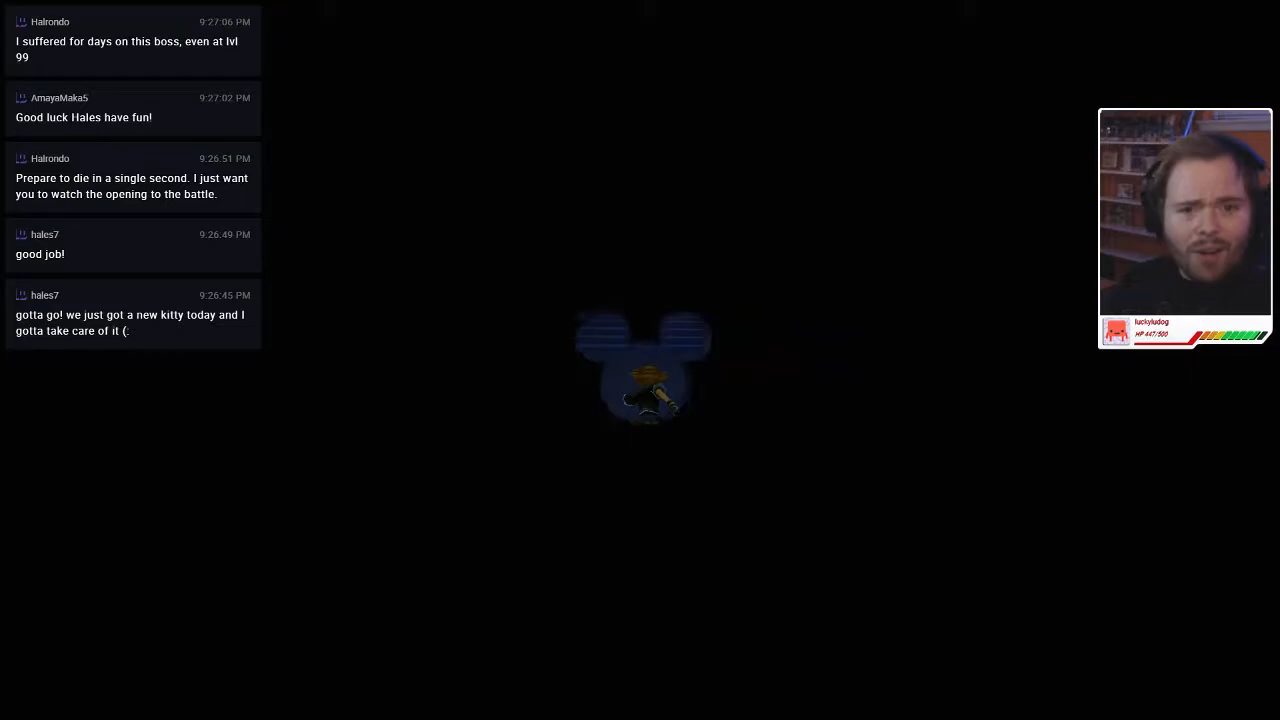 Halrondo 9:27:06 PM
I suffered for days on this boss, even at lvl
99
AmayaMaka5 9:27:02 PM
Good luck Hales have fun!
Halrondo 9:26:51 PM
Prepare to die in a single second. I just want
you to watch the opening to the battle.
hales7 9:26:49 PM
good job!
hales7 9:26:45 PM
gotta go! we just got a new kitty today and I
gotta take care of it (:
luckyludog
HP 447/500